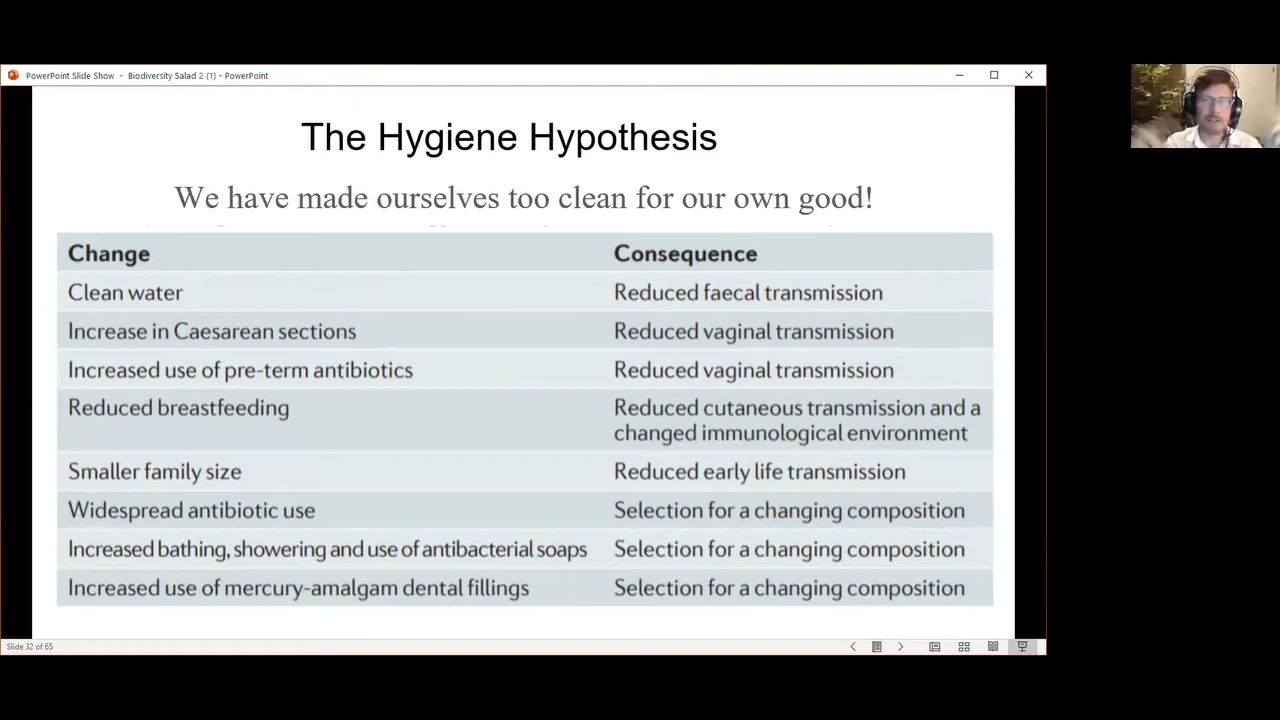 PowerPoint Slide Show - Biodiversity Salad 2 (1) - PowerPoint
The Hygiene Hypothesis
We have made ourselves too clean for our own good!
Change Consequence
Clean water Reduced faecal transmission
Increase in Caesarean sections Reduced vaginal transmission
Increased use of pre-term antibiotics Reduced vaginal transmission
Reduced breastfeeding Reduced cutaneous transmission and a
changed immunological environment
Smaller family size Reduced early life transmission
Widespread antibiotic use Selection for a changing composition
Increased bathing, showering and use of antibacterial soaps Selection for a changing composition
Increased use of mercury-amalgam dental fillings Selection for a changing composition
Slide 32 of 65